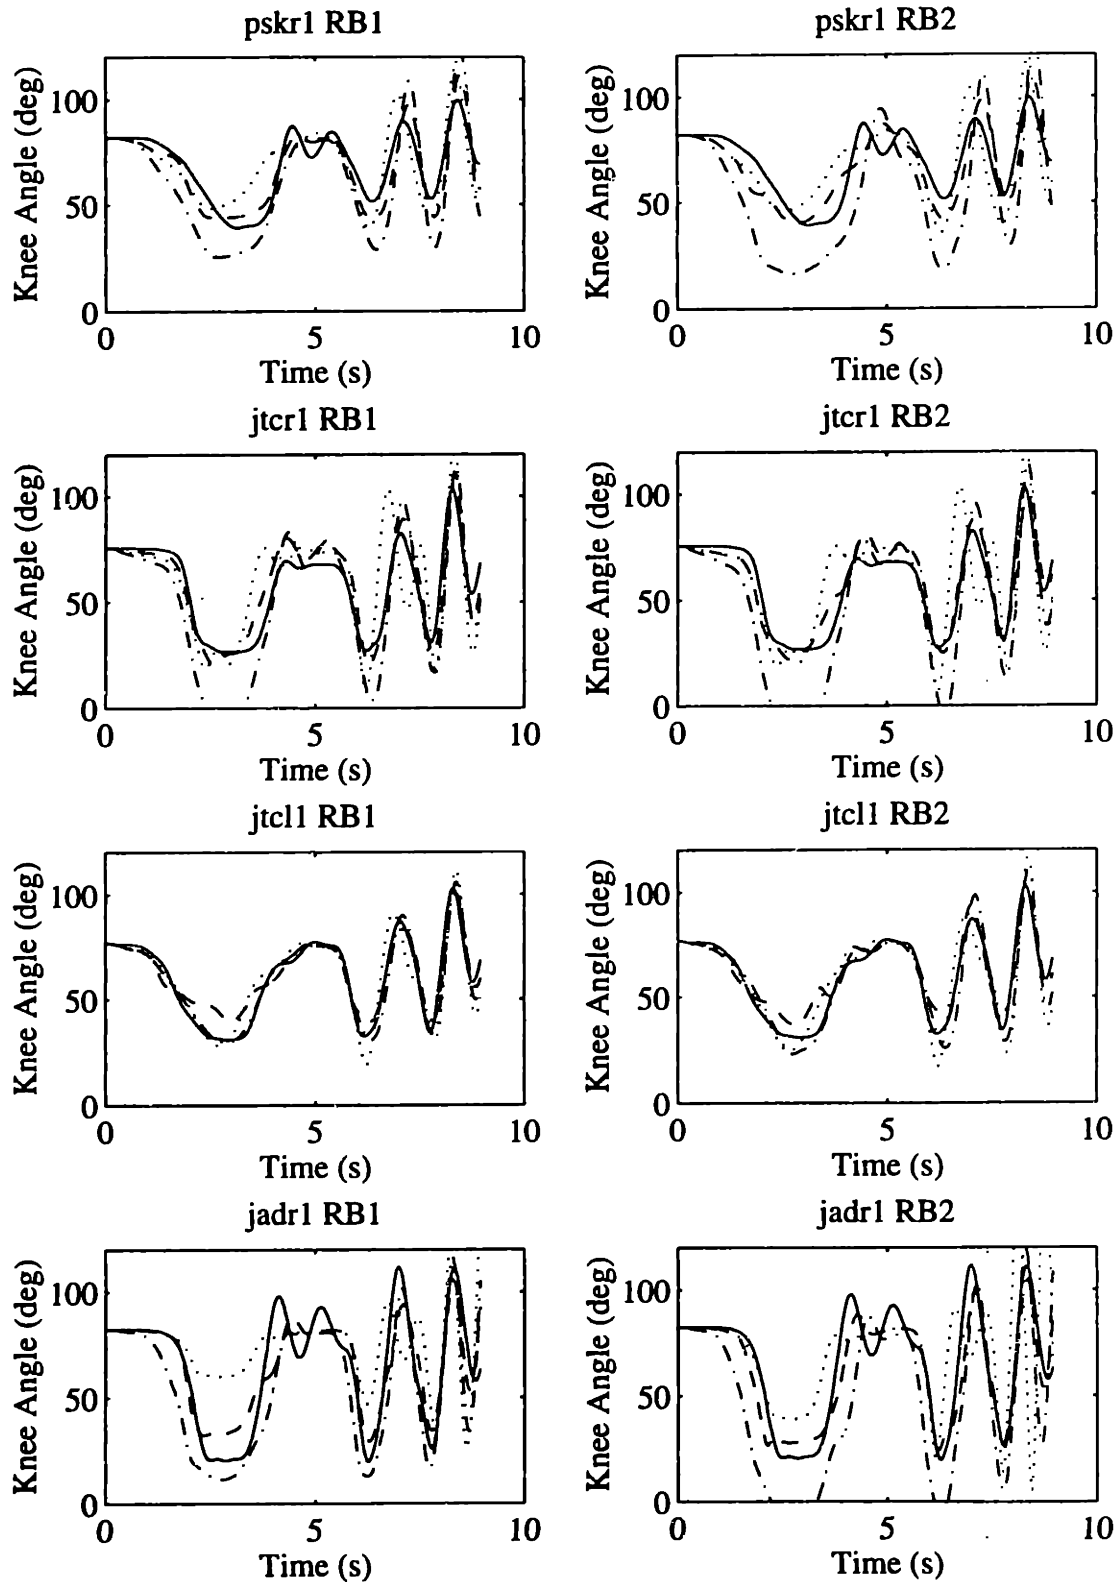 pskr1 RB1
Knee Angle (deg)
100
50
0
0 5 10
Time (s)
pskr1 RB2
Knee Angle (deg)
100
50
0
0 5 10
Time (s)
jtcr1 RB1
Knee Angle (deg)
100
50
0
0 5 10
Time (s)
jtcr1 RB2
Knee Angle (deg)
100
50
0
0 5 10
Time (s)
jtcl1 RB1
Knee Angle (deg)
100
50
0
0 5 10
Time (s)
jtcl1 RB2
Knee Angle (deg)
100
50
0
0 5 10
Time (s)
jadr1 RB1
Knee Angle (deg)
100
50
0
0 5 10
Time (s)
jadr1 RB2
Knee Angle (deg)
100
50
0
0 5 10
Time (s)